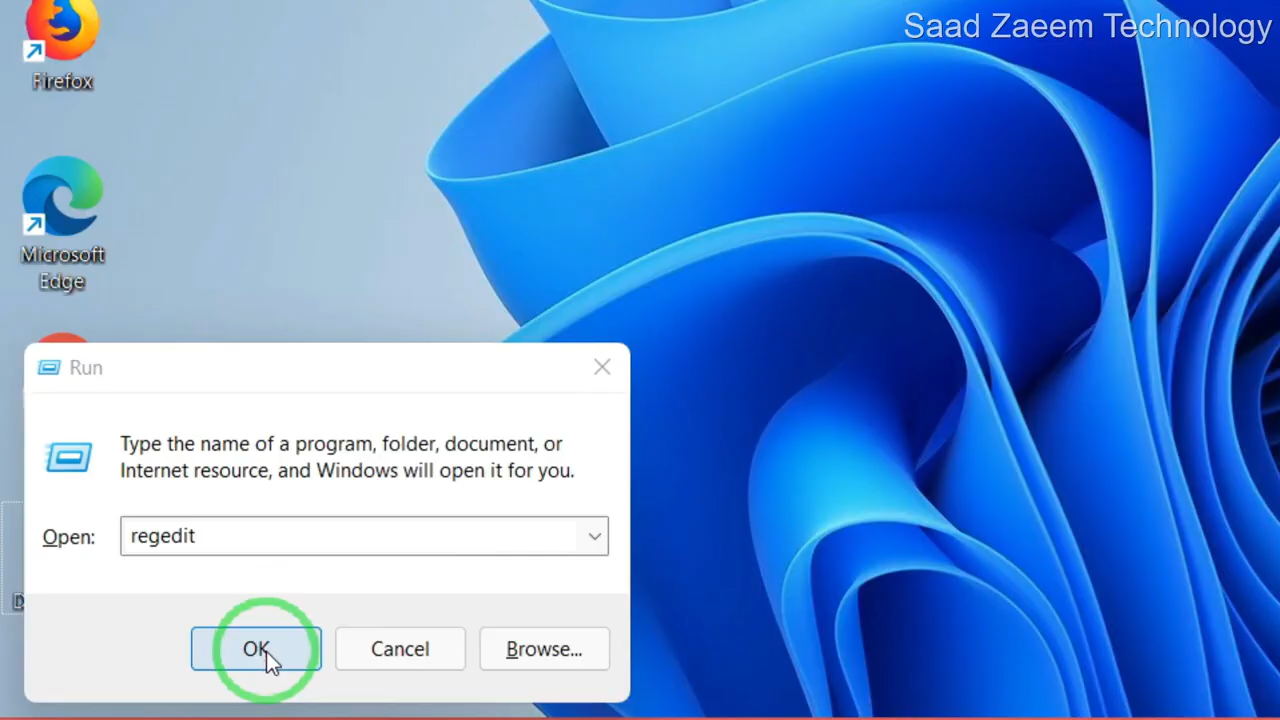 Saad Zaeem Technology
Firefox
Microsoft
Edge
Run
Type the name of a program, folder, document, or
Internet resource, and Windows will open it for you.
Open: regedit
OK Cancel Browse...